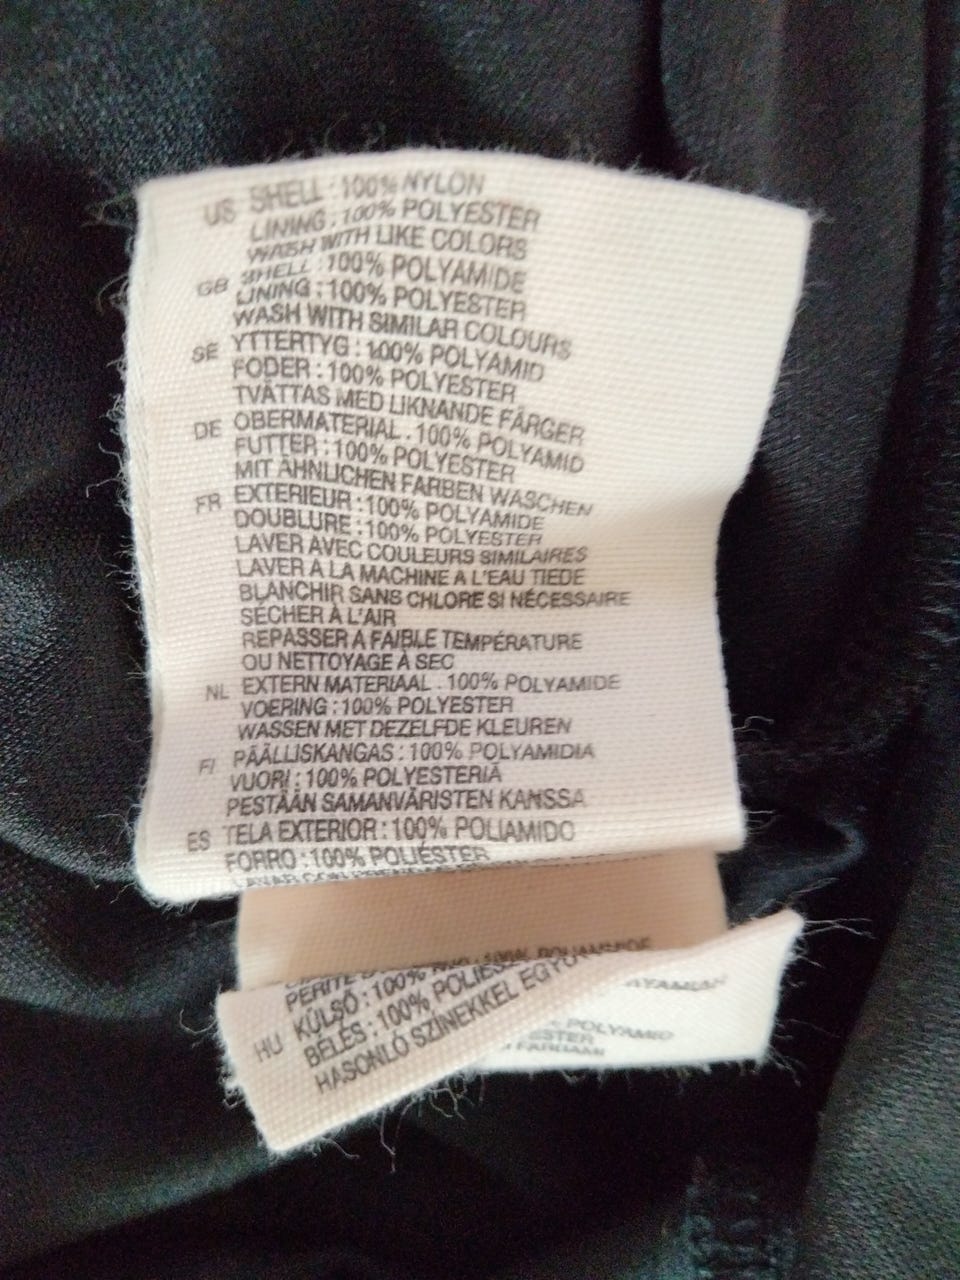 US SHELL : 100% NYLON
LINING : 100% POLYESTER
WASH WITH LIKE COLORS
GB SHELL : 100% POLYAMIDE
LINING : 100% POLYESTER
WASH WITH SIMILAR COLOURS
SE YTTERTYG : 100% POLYAMID
FODER : 100% POLYESTER
TVÄTTAS MED LIKNANDE FÄRGER
DE OBERMATERIAL . 100% POLYAMID
FUTTER : 100% POLYESTER
MIT ÄHNLICHEN FARBEN WASCHEN
FR EXTERIEUR : 100% POLYAMIDE
DOUBLURE : 100% POLYESTER
LAVER AVEC COULEURS SIMILAIRES
LAVER A LA MACHINE A L'EAU TIEDE
BLANCHIR SANS CHLORE SI NÉCESSAIRE
SÉCHER À L'AIR
REPASSER A FAIBLE TEMPÉRATURE
OU NETTOYAGE À SEC
NL EXTERN MATERIAAL . 100% POLYAMIDE
VOERING : 100% POLYESTER
WASSEN MET DEZELFDE KLEUREN
FI PÄÄLLISKANGAS : 100% POLYAMIDIA
VUORI : 100% POLYESTERIÄ
PESTÄÄN SAMANVÄRISTEN KANSSA
ES TELA EXTERIOR : 100% POLIAMIDO
FORRO : 100% POLIÉSTER
LAVAR CON
PERITE
HU KÜLSÖ : 100%
BÉLÉS : 100%
HASONLÓ SZÍNEKKEL
POLYAMID